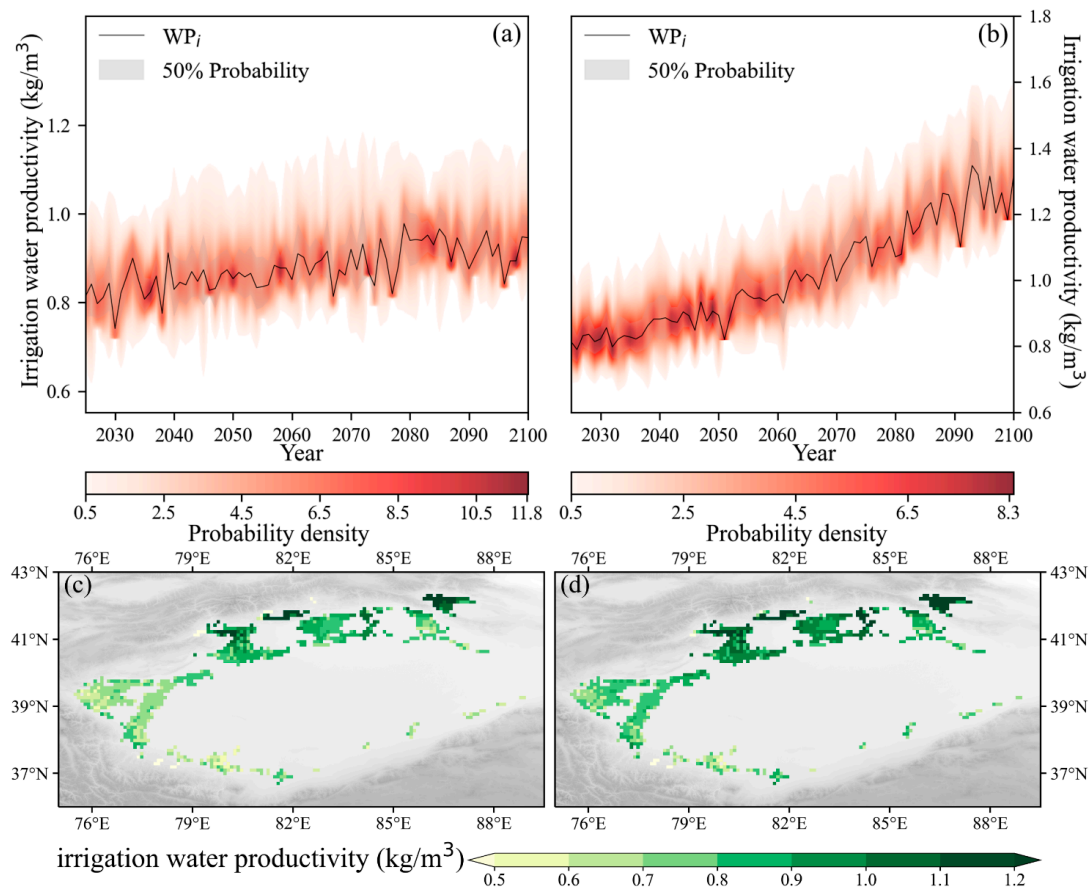 WPᵢ
50% Probability
(a)
Irrigation water productivity (kg/m³)
1.2
1.0
0.8
0.6
2030 2040 2050 2060 2070 2080 2090 2100
Year
WPᵢ
50% Probability
(b)
1.8
1.6
1.4
1.2
1.0
0.8
0.6
Irrigation water productivity (kg/m³)
2030 2040 2050 2060 2070 2080 2090 2100
Year
0.5 2.5 4.5 6.5 8.5 10.5 11.8
Probability density
0.5 2.5 4.5 6.5 8.3
Probability density
76°E 79°E 82°E 85°E 88°E
(c)
43°N
41°N
39°N
37°N
76°E 79°E 82°E 85°E 88°E
76°E 79°E 82°E 85°E 88°E
(d)
43°N
41°N
39°N
37°N
76°E 79°E 82°E 85°E 88°E
irrigation water productivity (kg/m³)
0.5 0.6 0.7 0.8 0.9 1.0 1.1 1.2